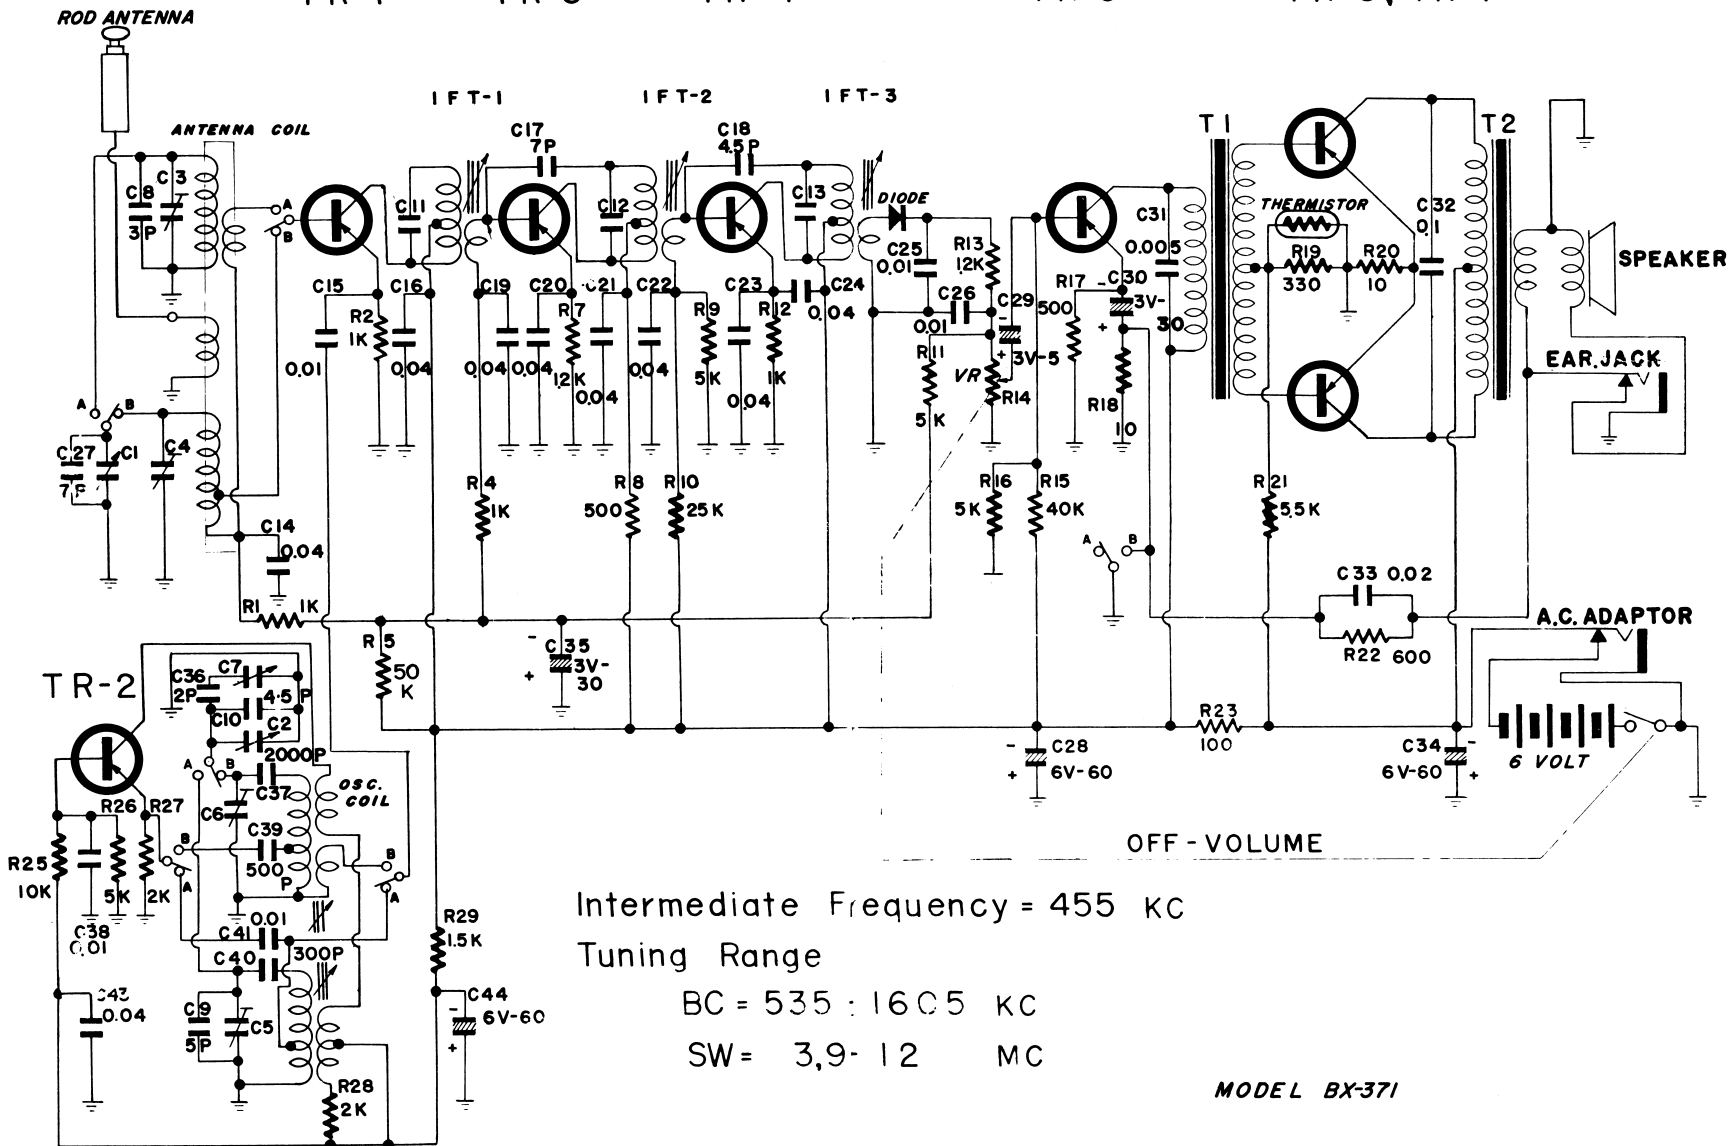 ROD ANTENNA
IFT-1 IFT-2 IFT-3
ANTENNA COIL
C17
7P
C18
4.5P
T1
T2
C8
3P
C3
A
B
C11
C12
C13
DIODE
C25
0.01
R13
1.2K
C31
0.005
THERMISTOR
R19
330
R20
10
C32
0.1
SPEAKER
C15
0.01
R2
1K
C16
0.04
C19
0.04
C20
0.04
R7
1.2K
C21
0.04
C22
0.04
R9
5K
C23
0.04
R12
1K
C24
0.04
C26
0.01
C29
-
+
3V-5
R17
500
C30
-
+
3V-
30
R11
5K
VR
R14
R18
10
EAR.JACK
A
B
C27
7P
C1
C4
C14
0.04
R4
1K
R8
500
R10
25K
R16
5K
R15
40K
R21
5.5K
A
B
C33 0.02
R22 600
A.C. ADAPTOR
R1 1K
R5
50
K
-
C35
3V-
30
+
R23
100
- C28
+ 6V-60
C34 -
6V-60 +
6 VOLT
TR-2
C36
2P
C7
4.5 P
C10
C2
2000P
A
B
C37
C6
OSC.
COIL
R25
10K
R26
5K
R27
2K
C38
0.01
B
A
C39
500
P
B
A
C41
0.01
C40
300P
C43
0.04
C9
5P
C5
R28
2K
R29
1.5K
- C44
6V-60
+
OFF-VOLUME
Intermediate Frequency = 455 KC
Tuning Range
BC = 535 : 1605 KC
SW = 3,9- 12 MC
MODEL BX-371